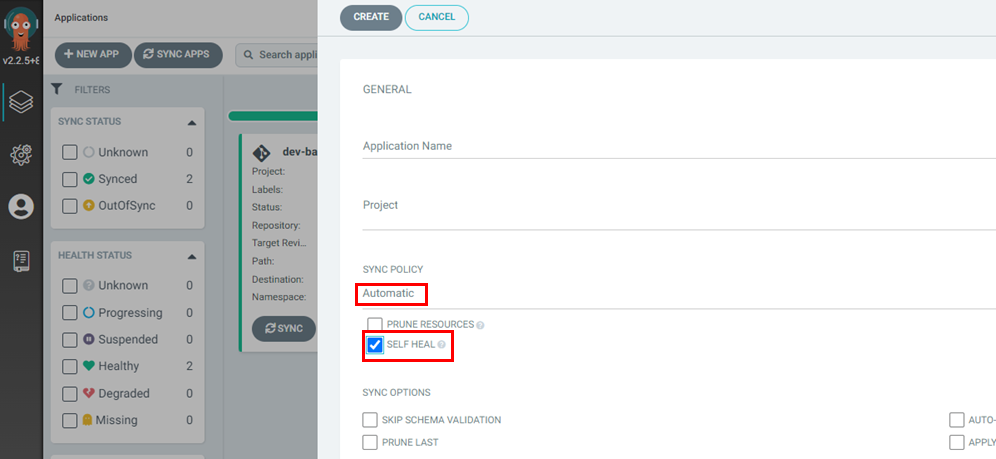 v2.2.5+6
Applications
NEW APP
SYNC APPS
Search appli
FILTERS
SYNC STATUS
Unknown 0
Synced 2
OutOfSync 0
HEALTH STATUS
Unknown 0
Progressing 0
Suspended 0
Healthy 2
Degraded 0
Missing 0
dev-ba
Project:
Labels:
Status:
Repository:
Target Revi...
Path:
Destination:
Namespace:
SYNC
CREATE
CANCEL
GENERAL
Application Name
Project
SYNC POLICY
Automatic
PRUNE RESOURCES
SELF HEAL
SYNC OPTIONS
SKIP SCHEMA VALIDATION
AUTO-
PRUNE LAST
APPLY